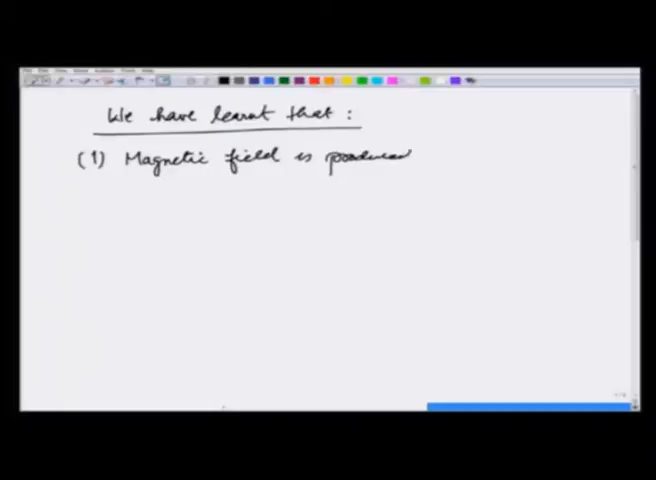 We have learnt that :
(1) Magnetic field is produced